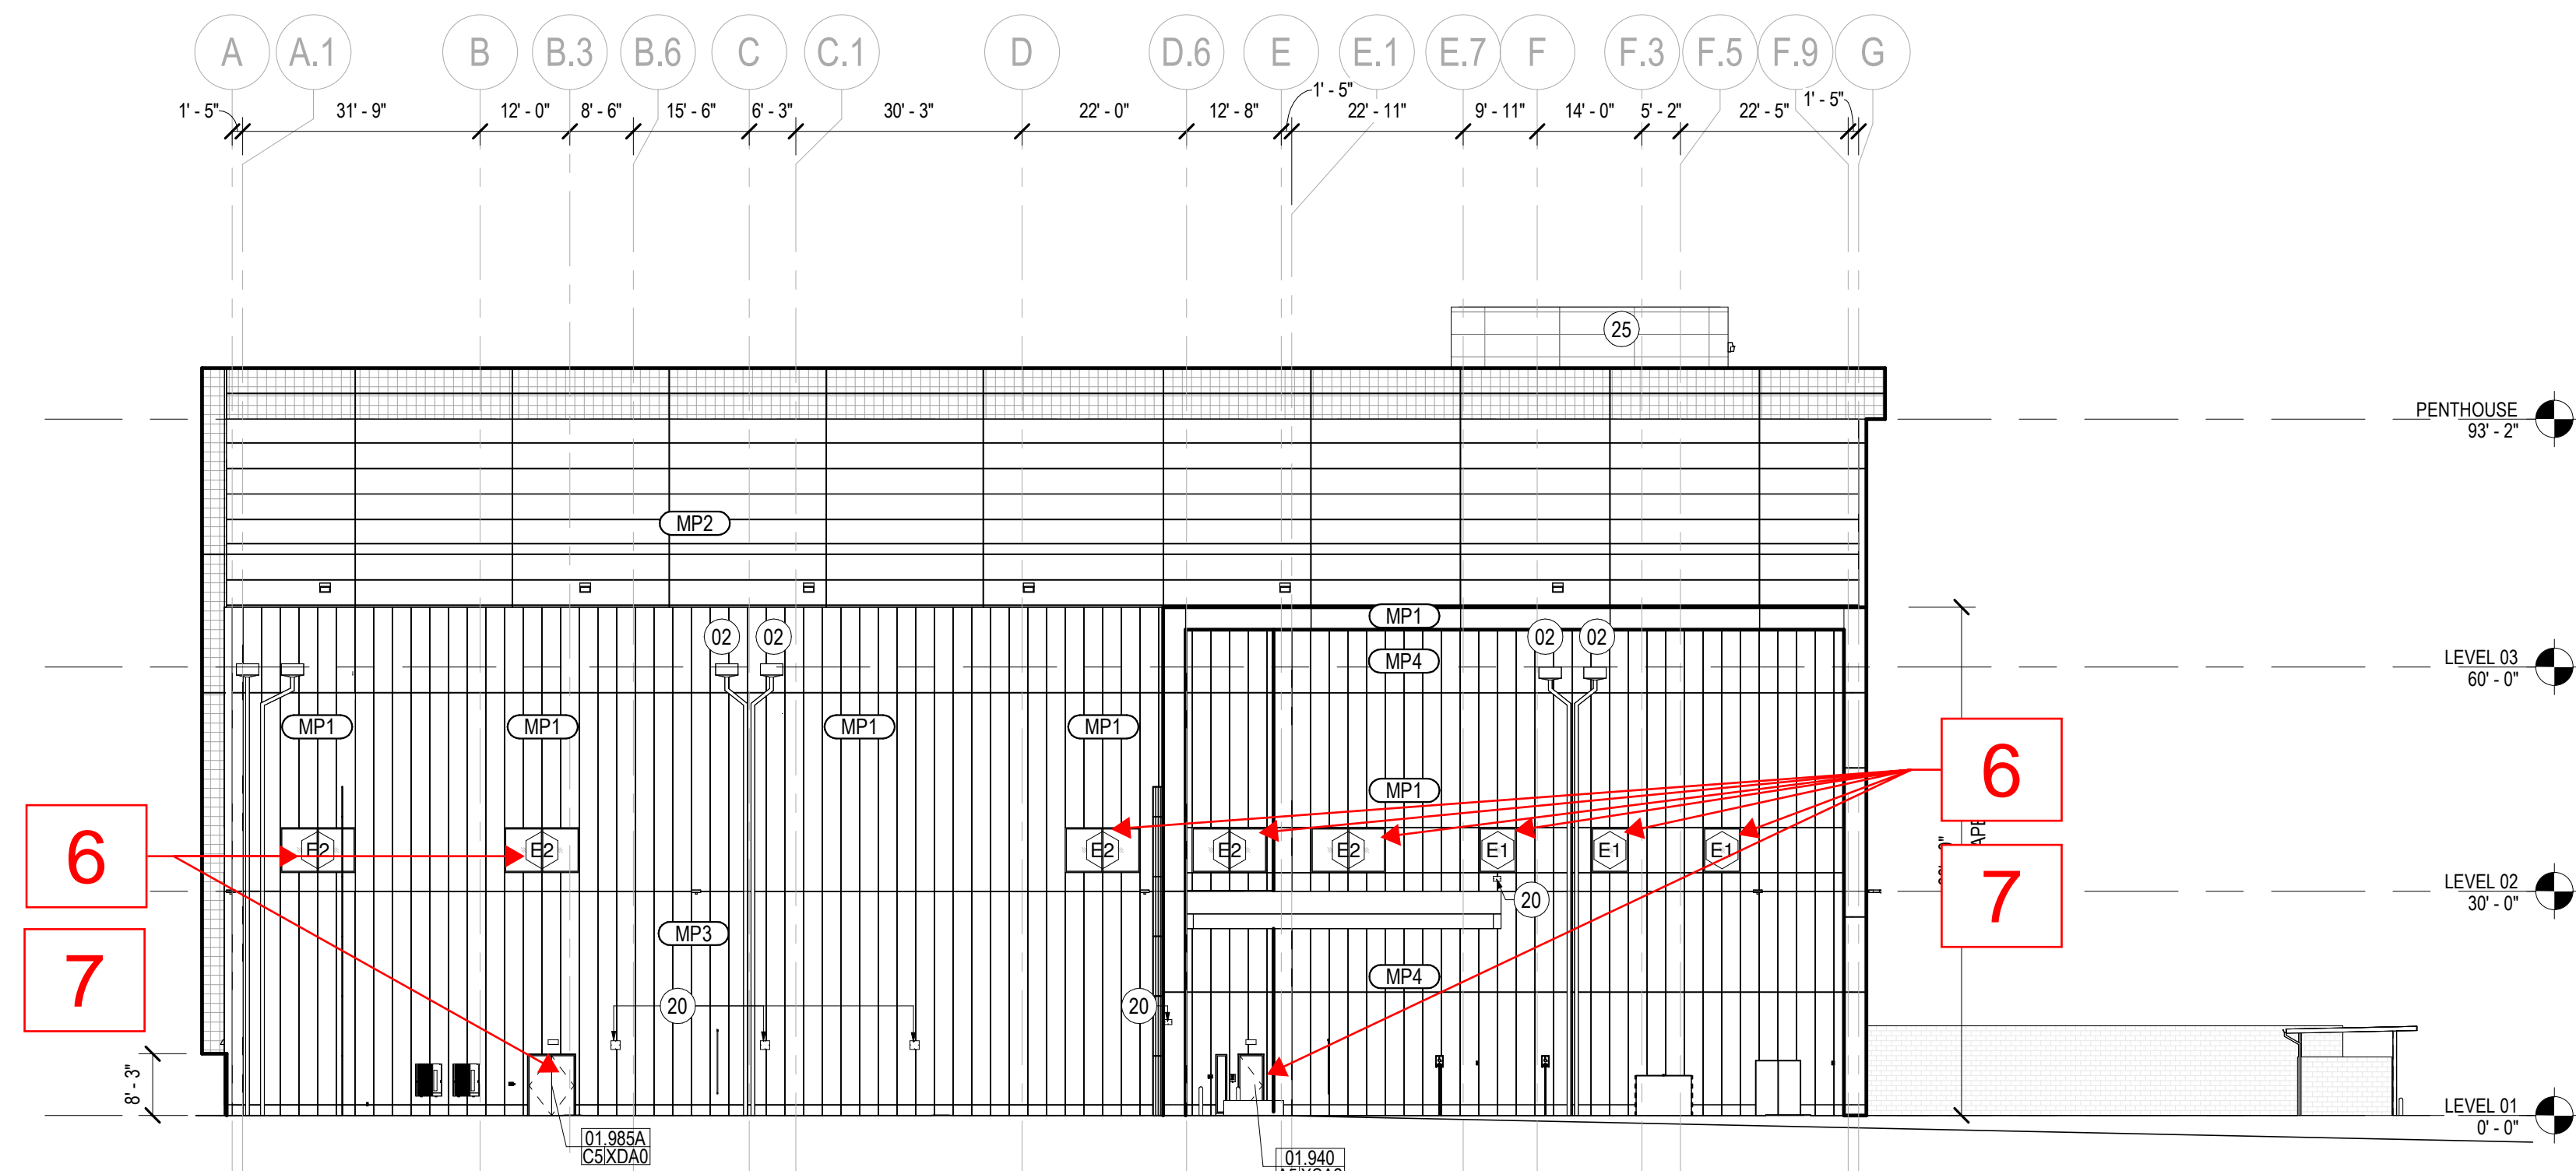 A A.1 B B.3 B.6 C C.1 D D.6 E E.1 E.7 F F.3 F.5 F.9 G
1' - 5" 31' - 9" 12' - 0" 8' - 6" 15' - 6" 6' - 3" 30' - 3" 22' - 0" 12' - 8" 1' - 5" 22' - 11" 9' - 11" 14' - 0" 5' - 2" 22' - 5" 1' - 5"
25
PENTHOUSE
93' - 2"
MP2
MP1
02 02 02 02
MP4
LEVEL 03
60' - 0"
MP1 MP1 MP1 MP1
6
MP1
6 E2 E2 E2 E2 E2 E1 E1 E1
7
LEVEL 02
30' - 0"
20
MP3
7
MP4
20 20
8' - 3"
LEVEL 01
0' - 0"
01.985A
C5 XDA0
01.940